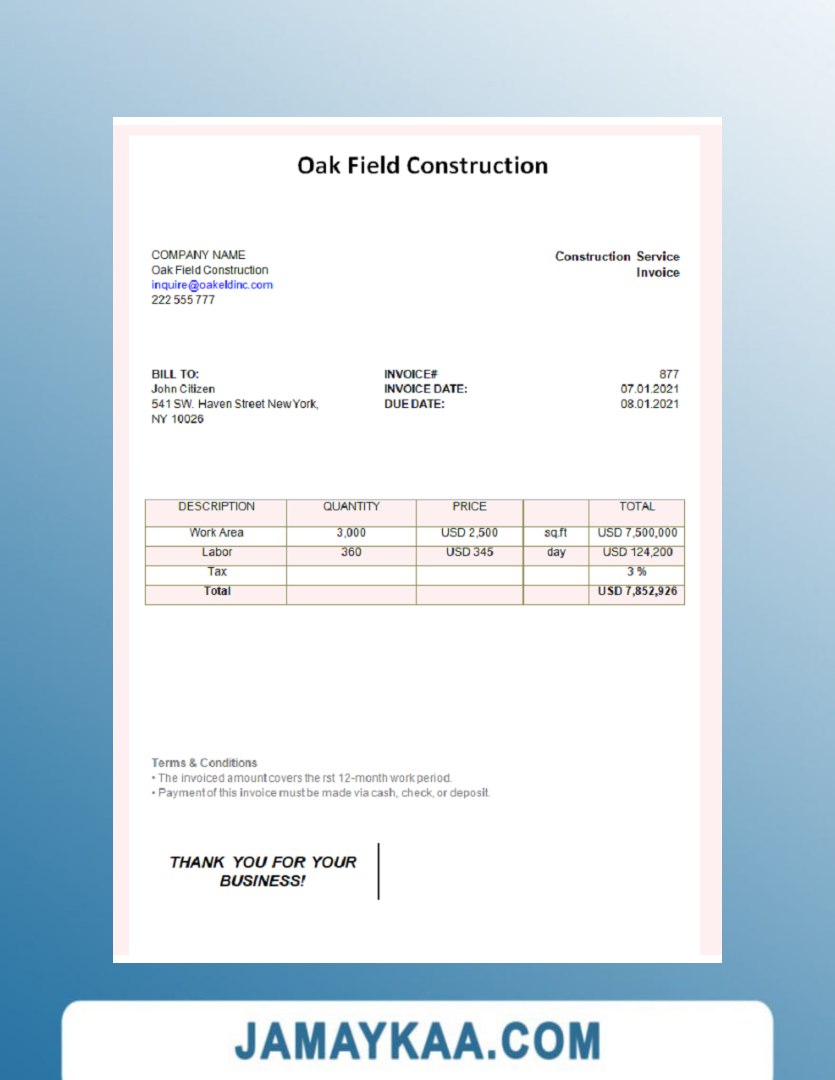 Oak Field Construction
COMPANY NAME
Oak Field Construction
inquire@oakeldinc.com
222 555 777
Construction Service
Invoice
BILL TO:
John Citizen
541 SW. Haven Street New York,
NY 10026
INVOICE# 877
INVOICE DATE: 07.01.2021
DUE DATE: 08.01.2021
DESCRIPTION QUANTITY PRICE TOTAL
Work Area 3,000 USD 2,500 sq.ft USD 7,500,000
Labor 360 USD 345 day USD 124,200
Tax 3 %
Total USD 7,852,926
Terms & Conditions
• The invoiced amount covers the rst 12-month work period.
• Payment of this invoice must be made via cash, check, or deposit.
THANK YOU FOR YOUR
BUSINESS!
JAMAYKAA.COM